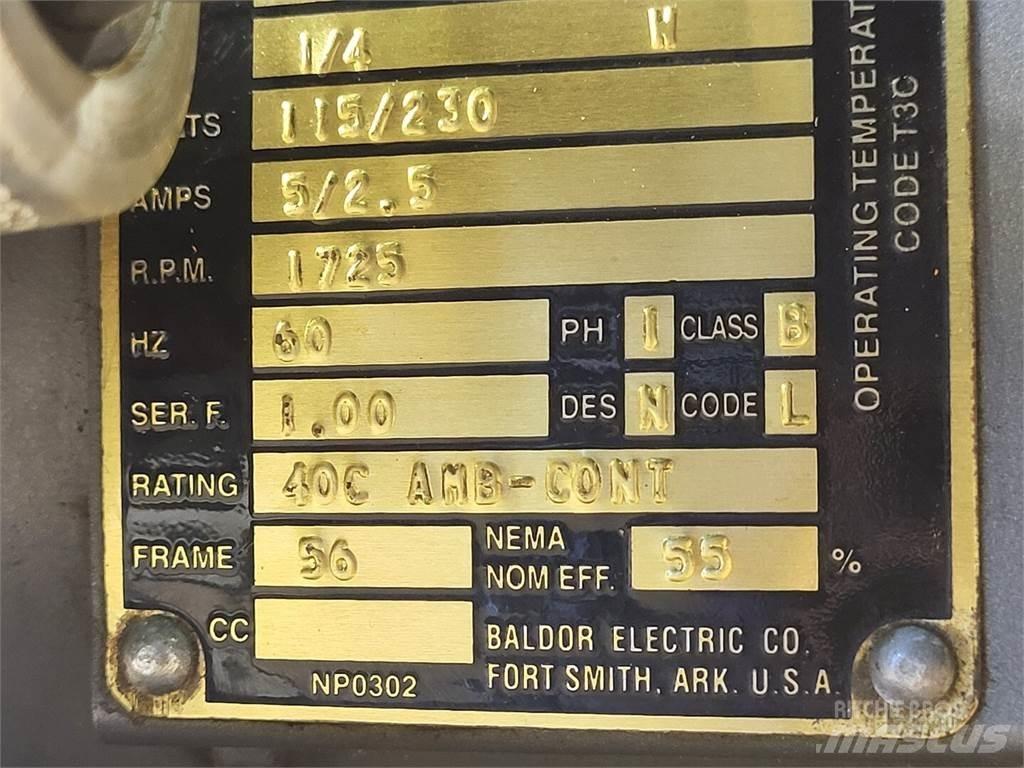 1/4 H
115/230
AMPS 5/2.5
R.P.M. 1725
HZ 60 PH 1 CLASS B
SER. F. 1.00 DES N CODE L
RATING 40C AMB-CONT
FRAME 56 NEMA NOM EFF. 55 %
CC
BALDOR ELECTRIC CO.
FORT SMITH, ARK. U.S.A.
NP0302
OPERATING TEMPERAT
CODE T3C
RITCHIE BROS
MASCUS